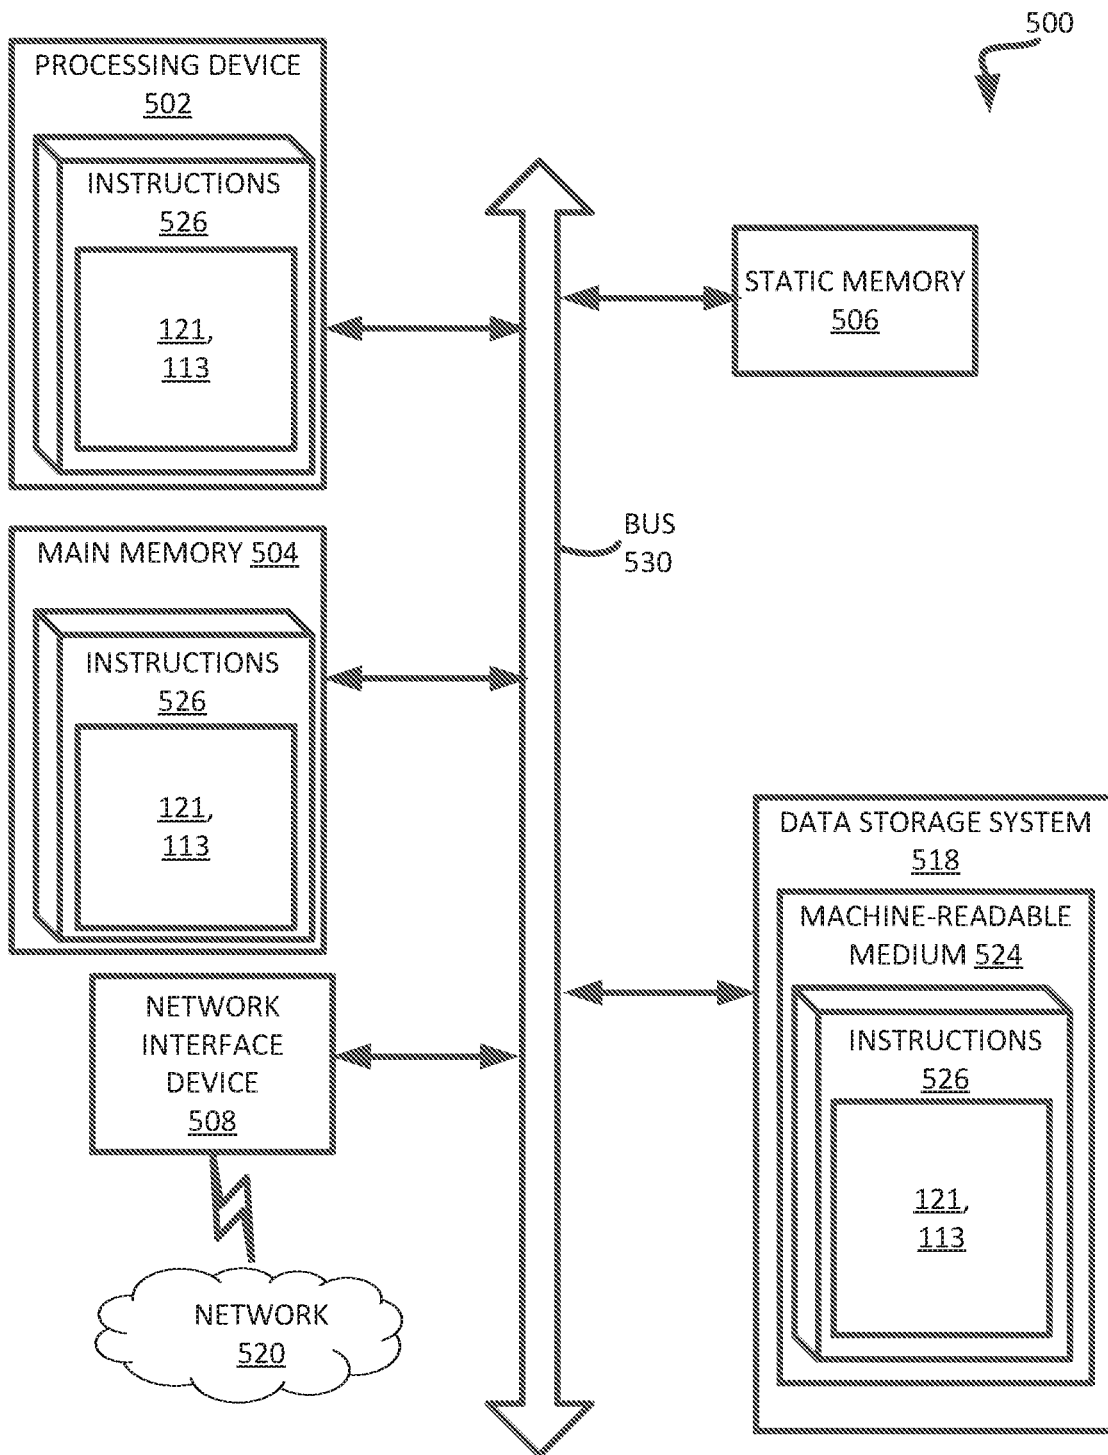 500
PROCESSING DEVICE
502
INSTRUCTIONS
526
121,
113
STATIC MEMORY
506
BUS
530
MAIN MEMORY 504
INSTRUCTIONS
526
121,
113
DATA STORAGE SYSTEM
518
MACHINE-READABLE
MEDIUM 524
INSTRUCTIONS
526
121,
113
NETWORK
INTERFACE
DEVICE
508
NETWORK
520